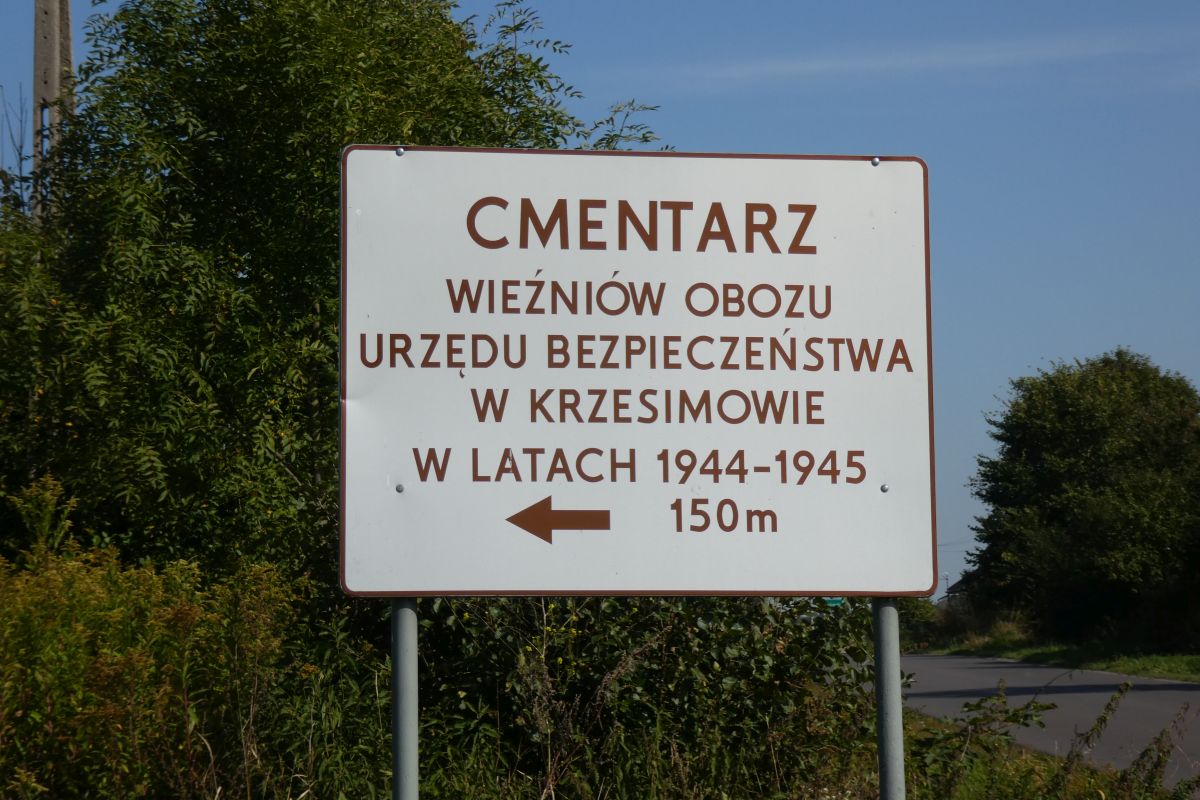 CMENTARZ
WIEŹNIÓW OBOZU
URZĘDU BEZPIECZEŃSTWA
W KRZESIMOWIE
W LATACH 1944-1945
150m